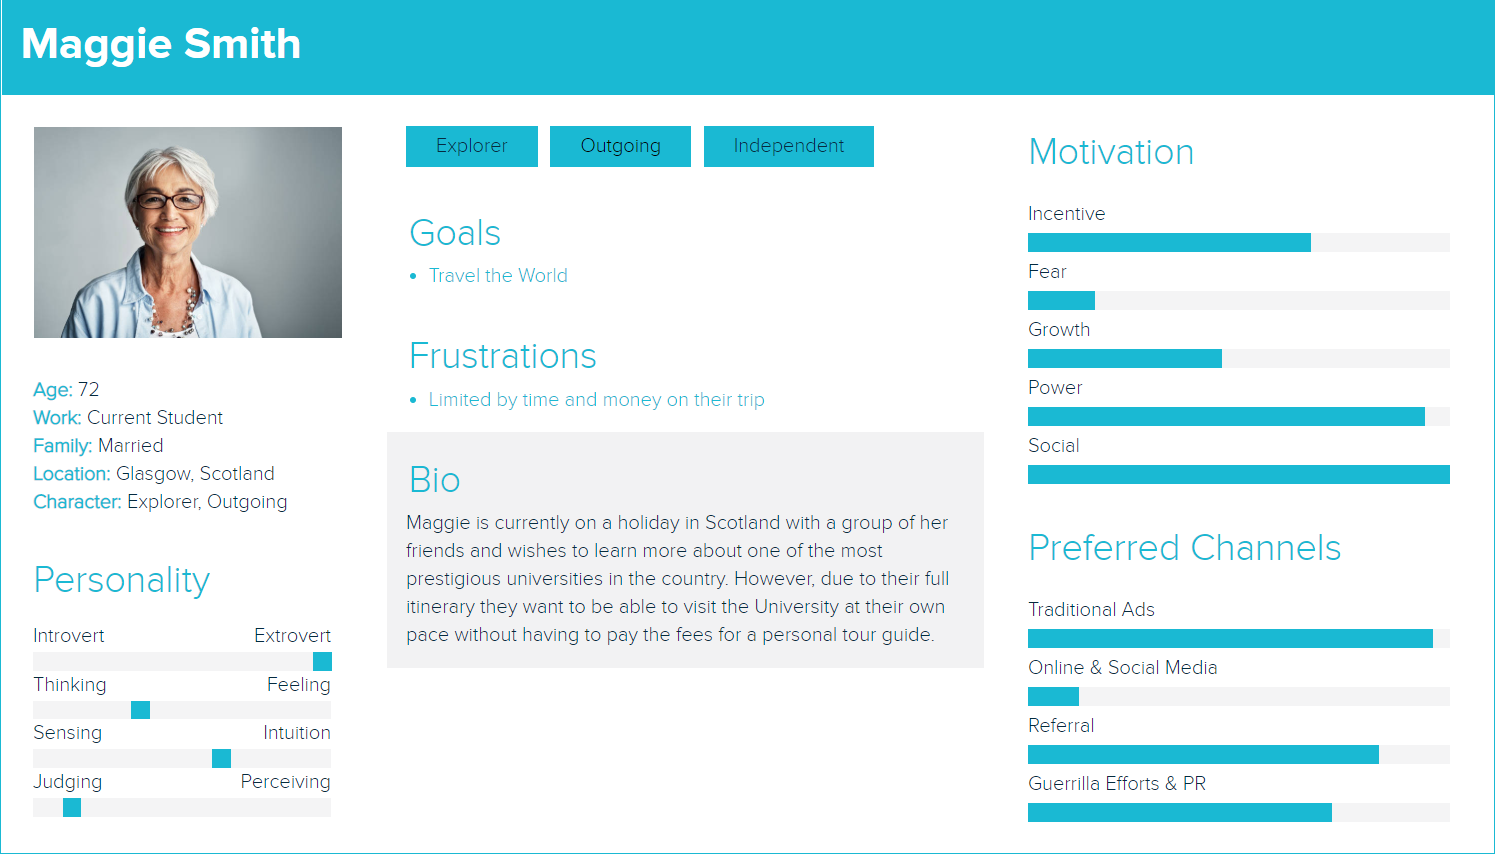 Maggie Smith
Age: 72
Work: Current Student
Family: Married
Location: Glasgow, Scotland
Character: Explorer, Outgoing
Personality
Introvert Extrovert
Thinking Feeling
Sensing Intuition
Judging Perceiving
Explorer Outgoing Independent
Goals
• Travel the World
Frustrations
• Limited by time and money on their trip
Bio
Maggie is currently on a holiday in Scotland with a group of her
friends and wishes to learn more about one of the most
prestigious universities in the country. However, due to their full
itinerary they want to be able to visit the University at their own
pace without having to pay the fees for a personal tour guide.
Motivation
Incentive
Fear
Growth
Power
Social
Preferred Channels
Traditional Ads
Online & Social Media
Referral
Guerrilla Efforts & PR